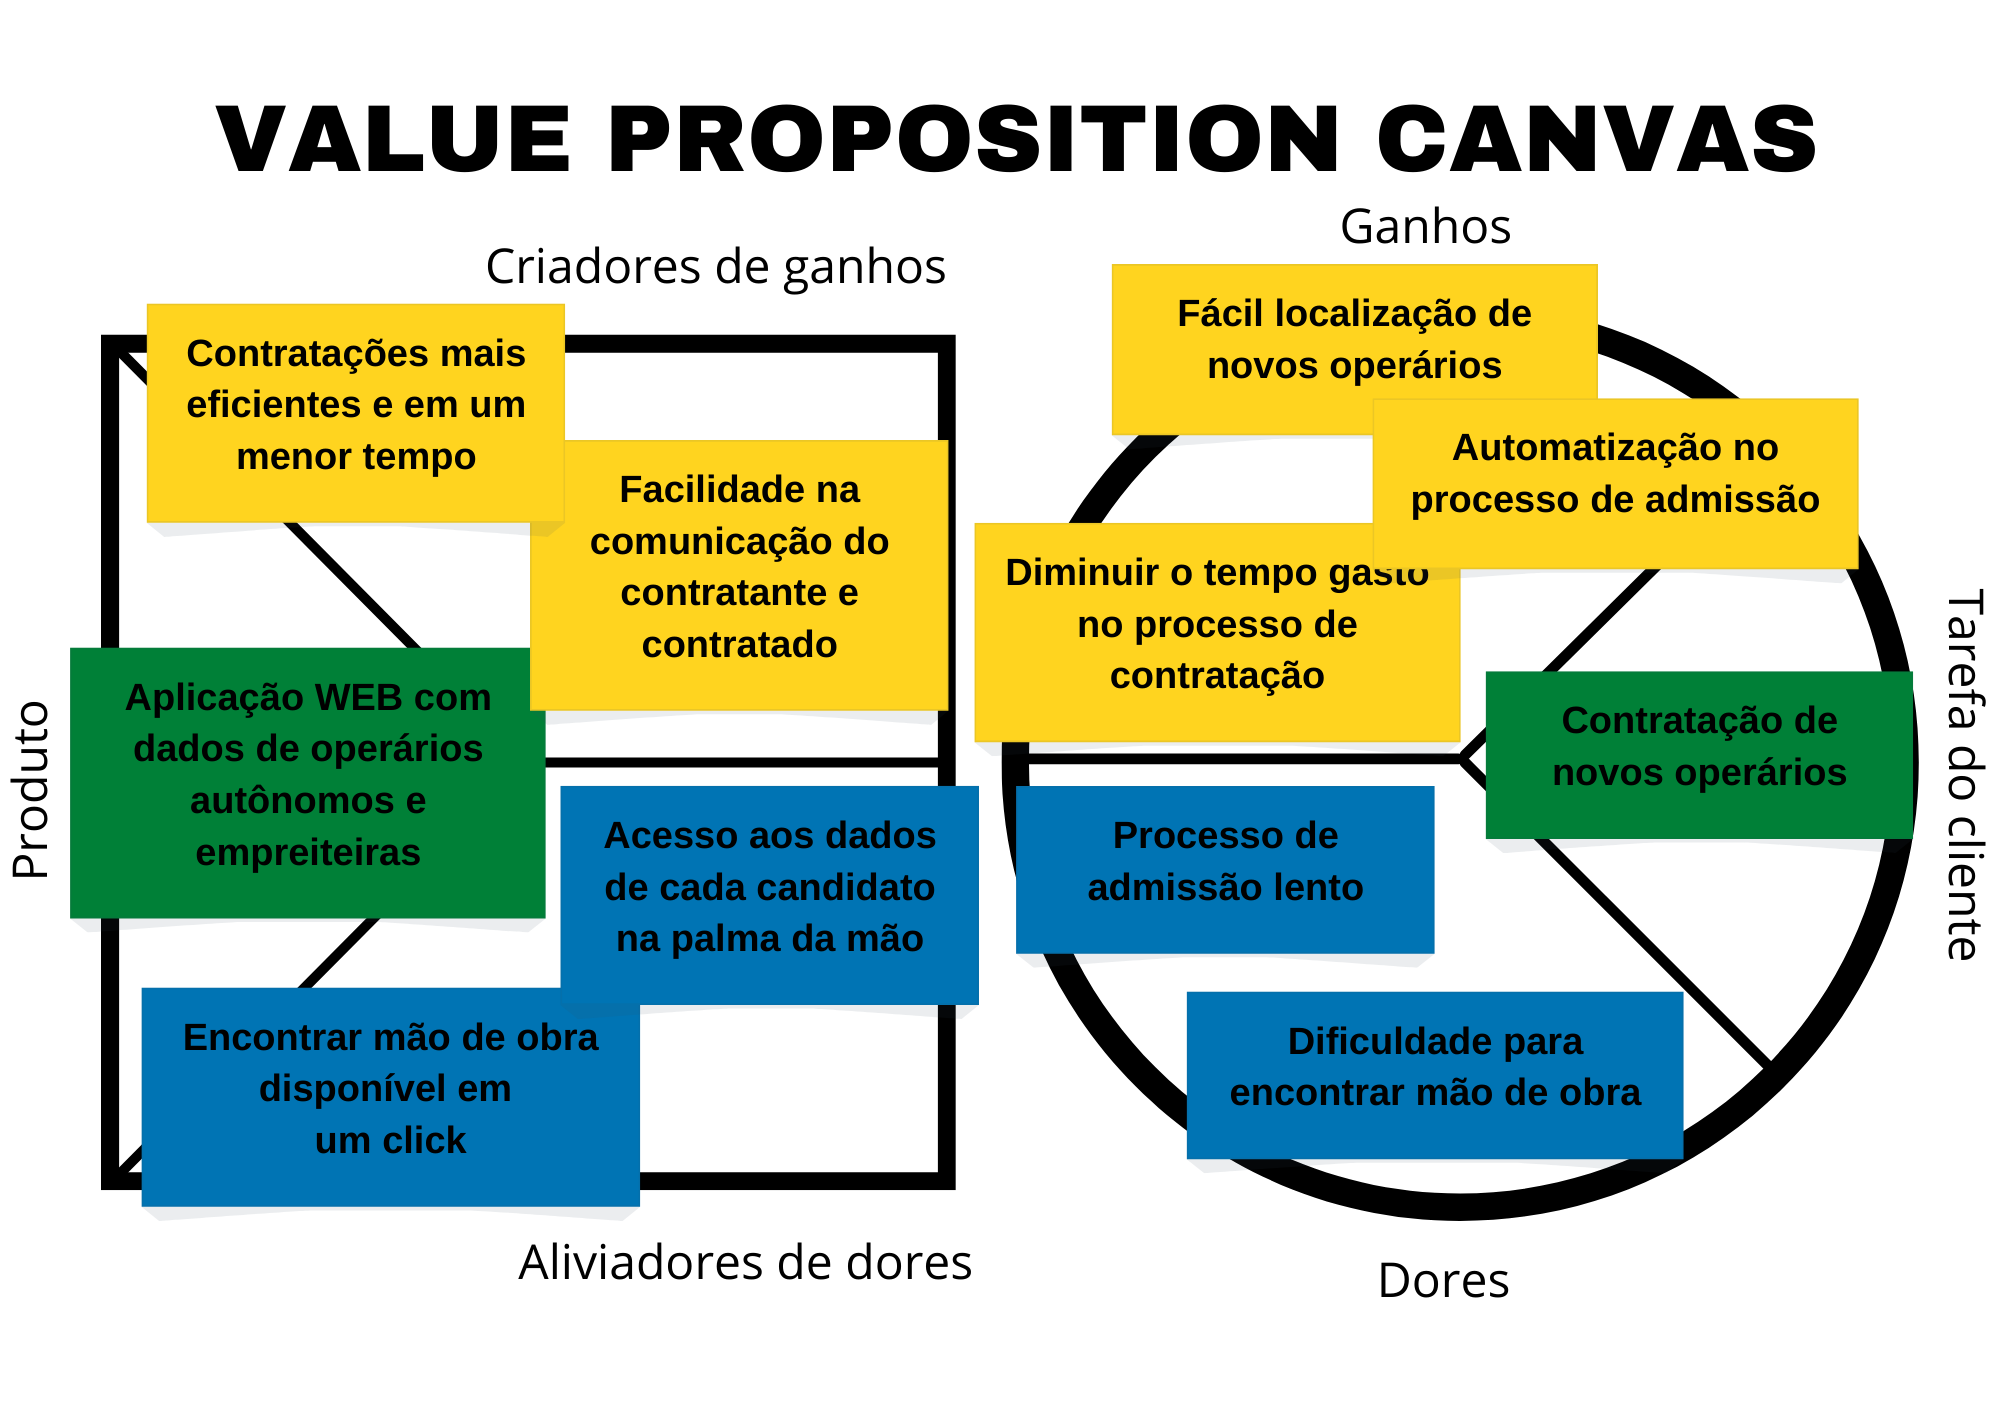 VALUE PROPOSITION CANVAS
Criadores de ganhos
Contratações mais
eficientes e em um
menor tempo
Facilidade na
comunicação do
contratante e
contratado
Produto
Aplicação WEB com
dados de operários
autônomos e
empreiteiras
Acesso aos dados
de cada candidato
na palma da mão
Encontrar mão de obra
disponível em
um click
Aliviadores de dores
Ganhos
Fácil localização de
novos operários
Automatização no
processo de admissão
Diminuir o tempo gasto
no processo de
contratação
Contratação de
novos operários
Tarefa do cliente
Processo de
admissão lento
Dificuldade para
encontrar mão de obra
Dores